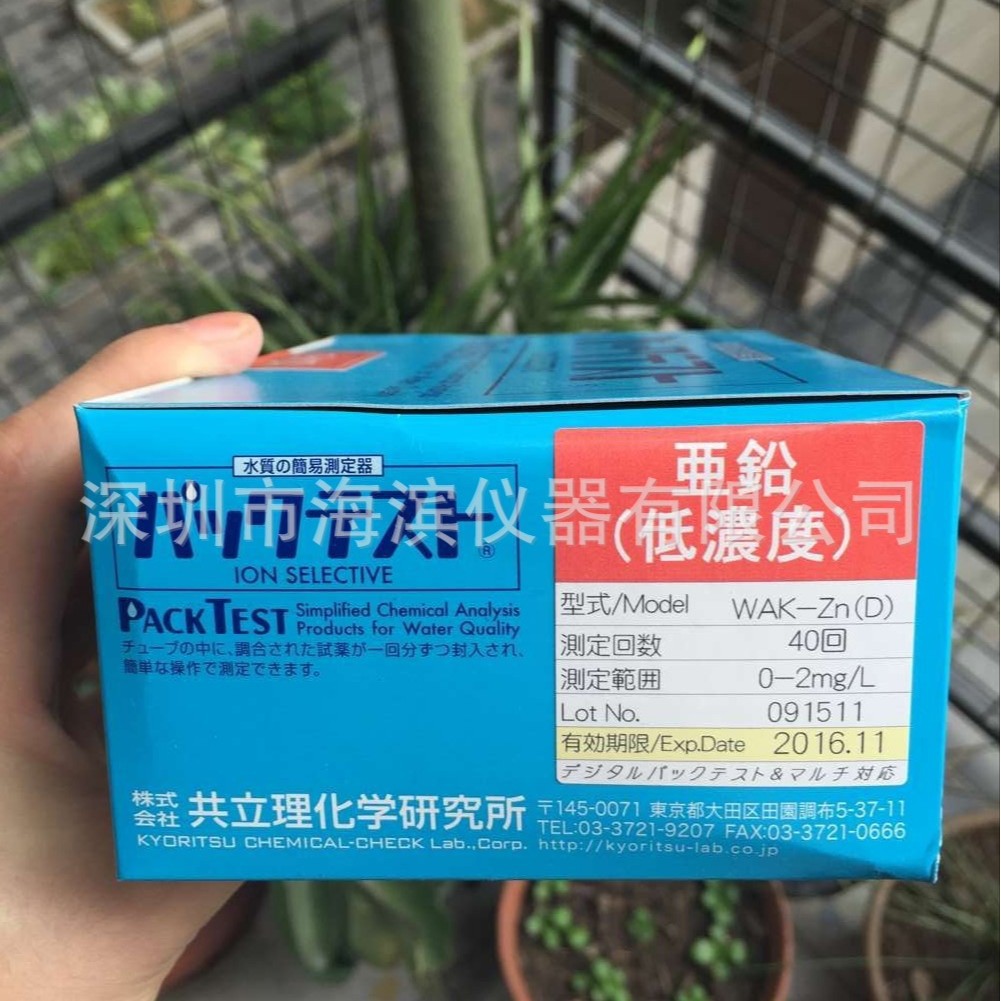 水質の簡易測定器
パックテスト®
ION SELECTIVE
PACKTEST Simplified Chemical Analysis
Products for Water Quality
チューブの中に、調合された試薬が一回分ずつ封入され、
簡単な操作で測定できます。
深圳市海滨仪器有限公司
亜鉛
(低濃度)
型式/Model WAK-Zn(D)
測定回数 40回
測定範囲 0-2mg/L
Lot No. 091511
有効期限/Exp.Date 2016.11
デジタルパックテスト&マルチ対応
株式会社 共立理化学研究所
KYORITSU CHEMICAL-CHECK Lab.,Corp.
〒145-0071 東京都大田区田園調布5-37-11
TEL:03-3721-9207 FAX:03-3721-0666
http://kyoritsu-lab.co.jp